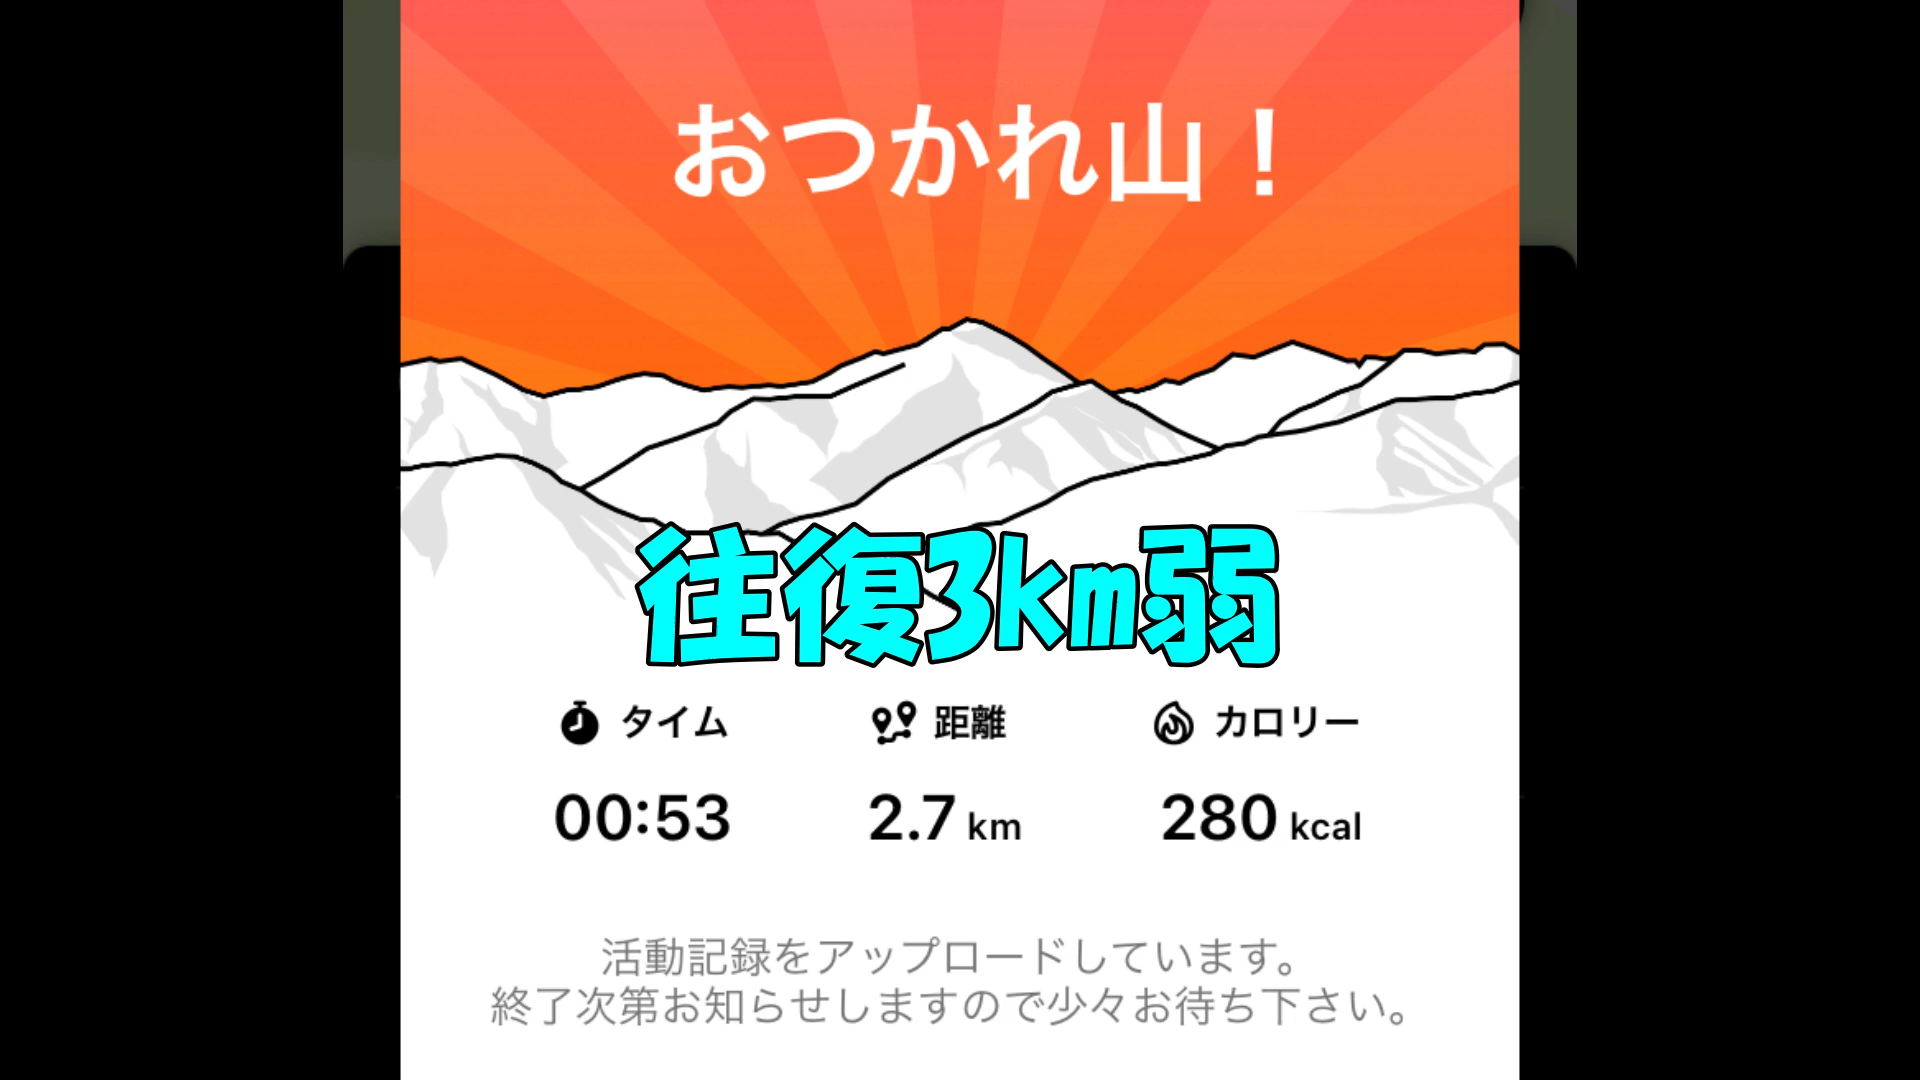 おつかれ山！
往復3km弱
タイム 距離 カロリー
00:53 2.7 km 280 kcal
活動記録をアップロードしています。
終了次第お知らせしますので少々お待ち下さい。